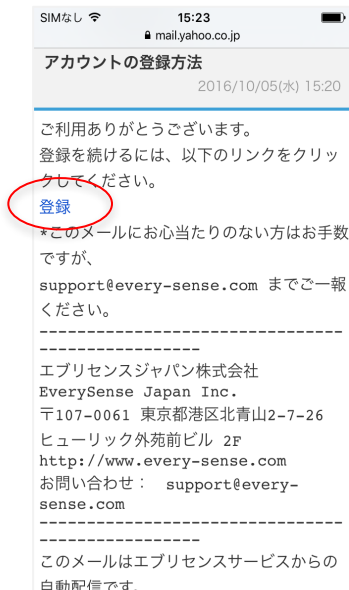 SIMなし 15:23
mail.yahoo.co.jp
アカウントの登録方法
2016/10/05(水) 15:20
ご利用ありがとうございます。
登録を続けるには、以下のリンクをクリッ
クしてください。
登録
*このメールにお心当たりのない方はお手数
ですが、
support@every-sense.com までご一報
ください。
--------------------------------
-----------------
エブリセンスジャパン株式会社
EverySense Japan Inc.
〒107-0061 東京都港区北青山2-7-26
ヒューリック外苑前ビル 2F
http://www.every-sense.com
お問い合わせ： support@every-
sense.com
--------------------------------
-----------------
このメールはエブリセンスサービスからの
自動配信です。